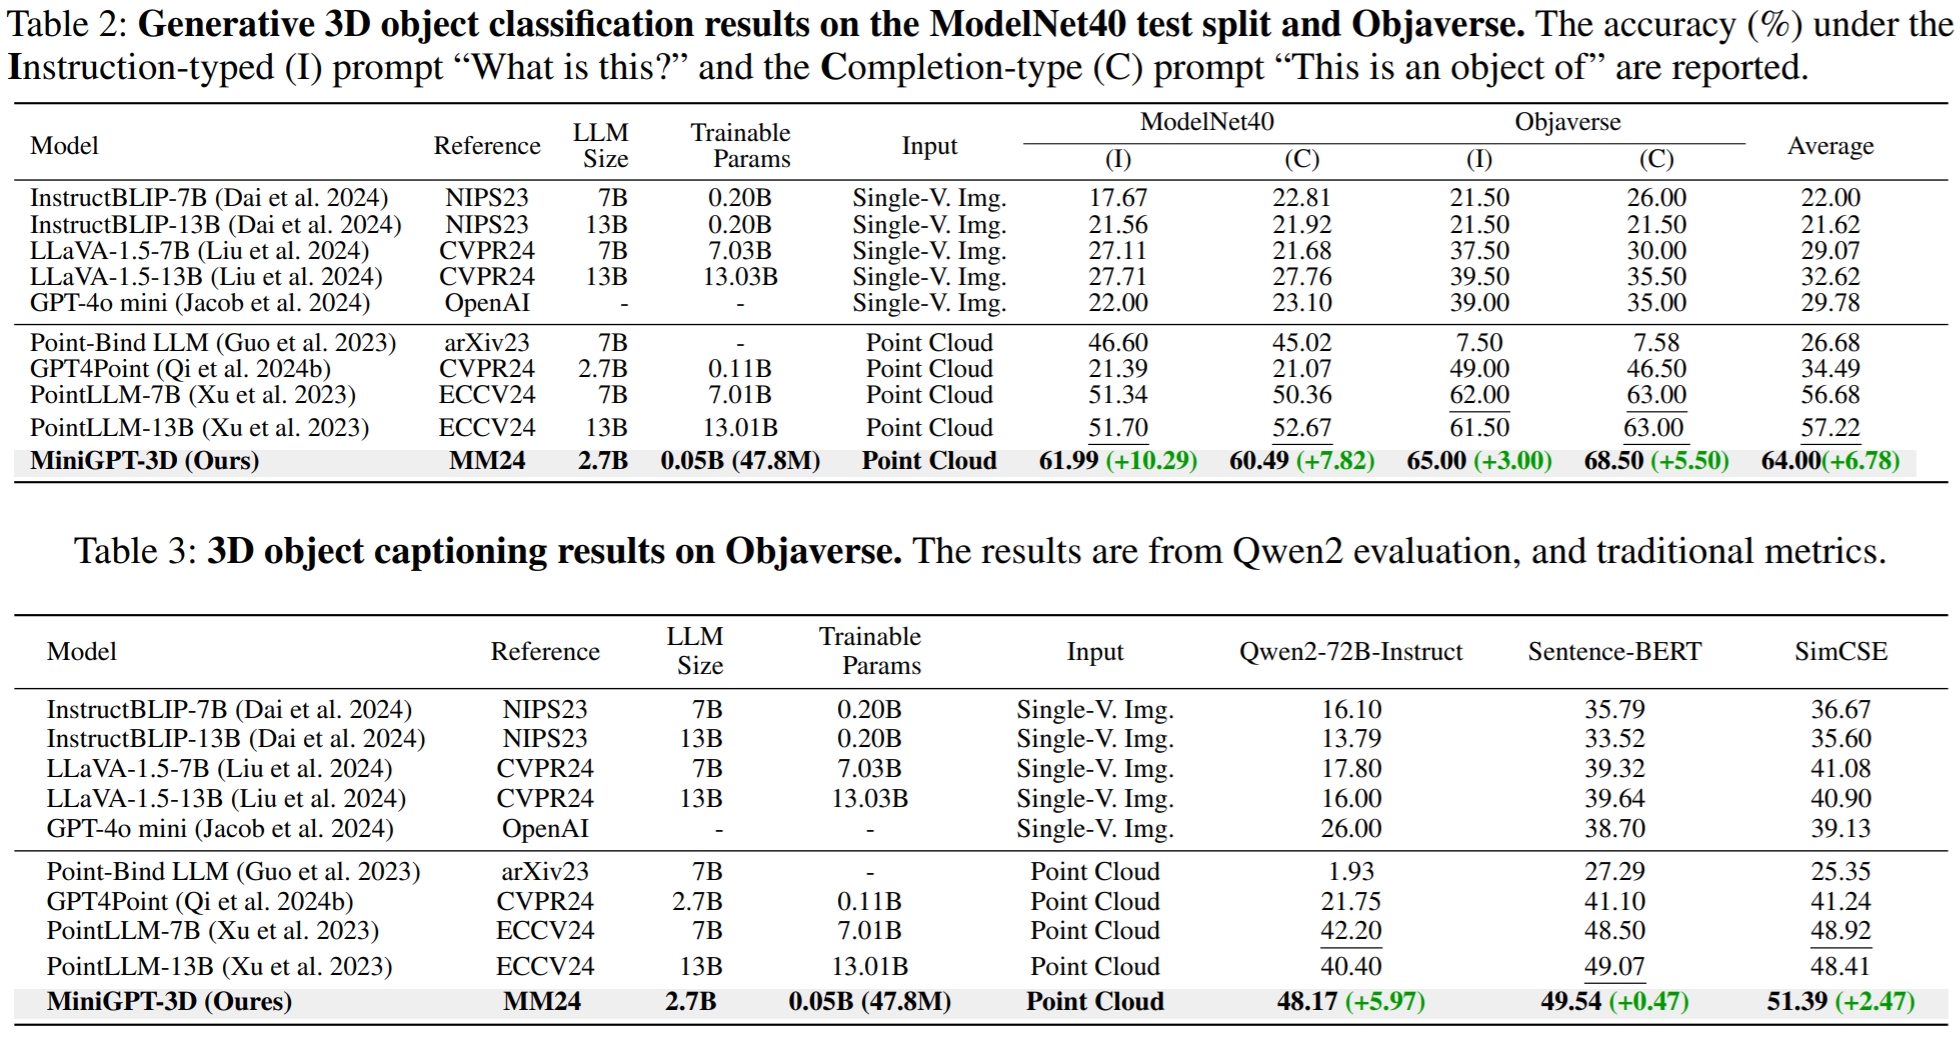 Table 2: Generative 3D object classification results on the ModelNet40 test split and Objaverse. The accuracy (%) under the
Instruction-typed (I) prompt “What is this?” and the Completion-type (C) prompt “This is an object of” are reported.
Model Reference LLM Size Trainable Params Input ModelNet40 Objaverse Average
(I) (C) (I) (C)
InstructBLIP-7B (Dai et al. 2024) NIPS23 7B 0.20B Single-V. Img. 17.67 22.81 21.50 26.00 22.00
InstructBLIP-13B (Dai et al. 2024) NIPS23 13B 0.20B Single-V. Img. 21.56 21.92 21.50 21.50 21.62
LLaVA-1.5-7B (Liu et al. 2024) CVPR24 7B 7.03B Single-V. Img. 27.11 21.68 37.50 30.00 29.07
LLaVA-1.5-13B (Liu et al. 2024) CVPR24 13B 13.03B Single-V. Img. 27.71 27.76 39.50 35.50 32.62
GPT-4o mini (Jacob et al. 2024) OpenAI - - Single-V. Img. 22.00 23.10 39.00 35.00 29.78
Point-Bind LLM (Guo et al. 2023) arXiv23 7B - Point Cloud 46.60 45.02 7.50 7.58 26.68
GPT4Point (Qi et al. 2024b) CVPR24 2.7B 0.11B Point Cloud 21.39 21.07 49.00 46.50 34.49
PointLLM-7B (Xu et al. 2023) ECCV24 7B 7.01B Point Cloud 51.34 50.36 62.00 63.00 56.68
PointLLM-13B (Xu et al. 2023) ECCV24 13B 13.01B Point Cloud 51.70 52.67 61.50 63.00 57.22
MiniGPT-3D (Ours) MM24 2.7B 0.05B (47.8M) Point Cloud 61.99 (+10.29) 60.49 (+7.82) 65.00 (+3.00) 68.50 (+5.50) 64.00(+6.78)
Table 3: 3D object captioning results on Objaverse. The results are from Qwen2 evaluation, and traditional metrics.
Model Reference LLM Size Trainable Params Input Qwen2-72B-Instruct Sentence-BERT SimCSE
InstructBLIP-7B (Dai et al. 2024) NIPS23 7B 0.20B Single-V. Img. 16.10 35.79 36.67
InstructBLIP-13B (Dai et al. 2024) NIPS23 13B 0.20B Single-V. Img. 13.79 33.52 35.60
LLaVA-1.5-7B (Liu et al. 2024) CVPR24 7B 7.03B Single-V. Img. 17.80 39.32 41.08
LLaVA-1.5-13B (Liu et al. 2024) CVPR24 13B 13.03B Single-V. Img. 16.00 39.64 40.90
GPT-4o mini (Jacob et al. 2024) OpenAI - - Single-V. Img. 26.00 38.70 39.13
Point-Bind LLM (Guo et al. 2023) arXiv23 7B - Point Cloud 1.93 27.29 25.35
GPT4Point (Qi et al. 2024b) CVPR24 2.7B 0.11B Point Cloud 21.75 41.10 41.24
PointLLM-7B (Xu et al. 2023) ECCV24 7B 7.01B Point Cloud 42.20 48.50 48.92
PointLLM-13B (Xu et al. 2023) ECCV24 13B 13.01B Point Cloud 40.40 49.07 48.41
MiniGPT-3D (Oures) MM24 2.7B 0.05B (47.8M) Point Cloud 48.17 (+5.97) 49.54 (+0.47) 51.39 (+2.47)